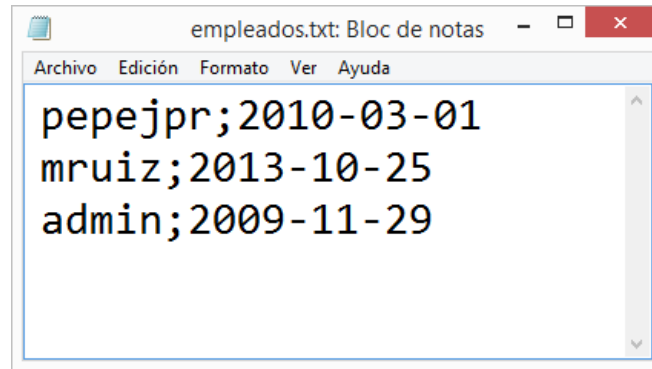 empleados.txt: Bloc de notas
Archivo Edición Formato Ver Ayuda
pepejpr;2010-03-01
mruiz;2013-10-25
admin;2009-11-29